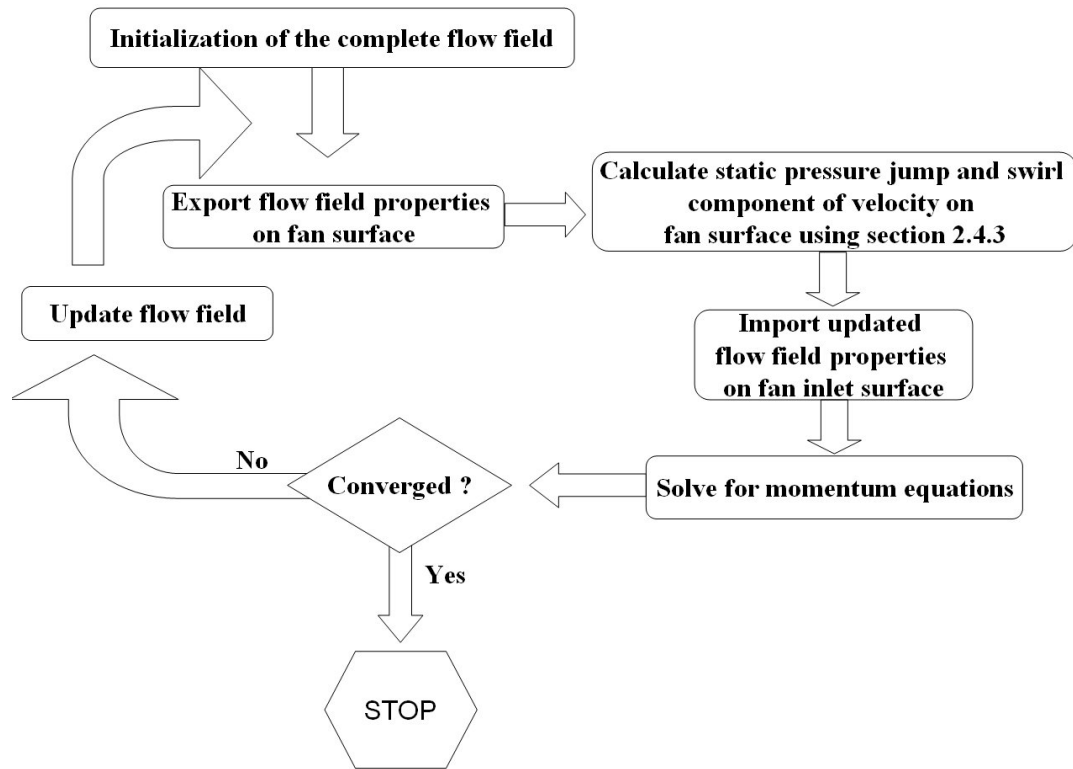 Initialization of the complete flow field
Export flow field properties
on fan surface
Calculate static pressure jump and swirl
component of velocity on
fan surface using section 2.4.3
Import updated
flow field properties
on fan inlet surface
Solve for momentum equations
Converged ?
No
Update flow field
Yes
STOP